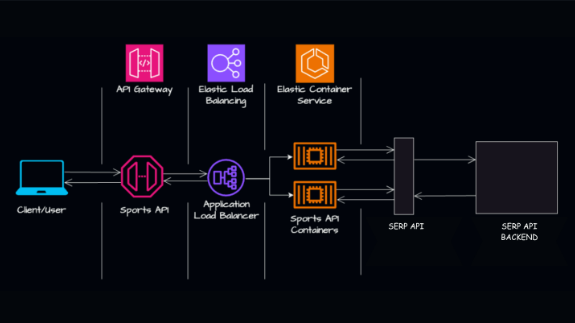 API Gateway
Elastic Load
Balancing
Elastic Container
Service
Client/User
Sports API
Application
Load Balancer
Sports API
Containers
SERP API
SERP API
BACKEND